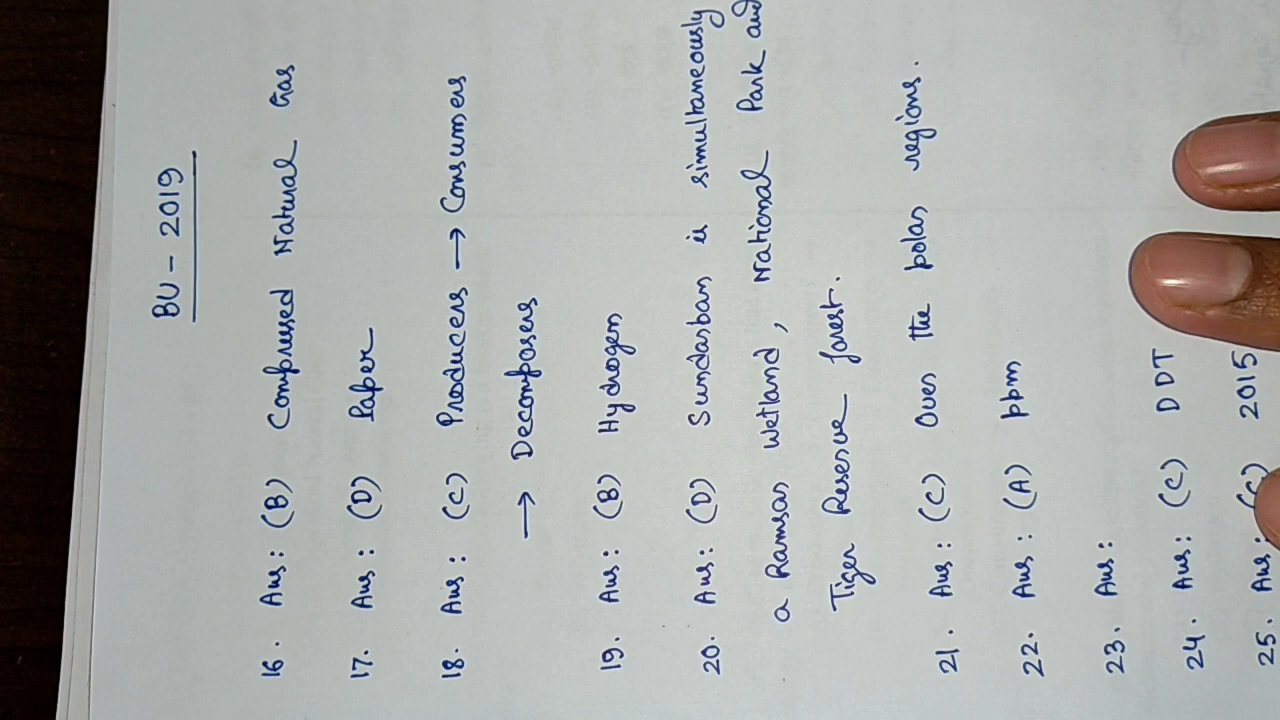 BU - 2019
16. Ans: (B) Compressed Natural Gas
17. Ans: (D) Paper
18. Ans: (C) Producers → Consumers
→ Decomposers
19. Ans: (B) Hydrogen
20. Ans: (D) Sundarban is simultaneously
a Ramsar Wetland, National Park and
Tiger Reserve forest.
21. Ans: (C) Over the polar regions.
22. Ans: (A) ppm
23. Ans:
24. Ans: (C) DDT
25. Ans: (C) 2015